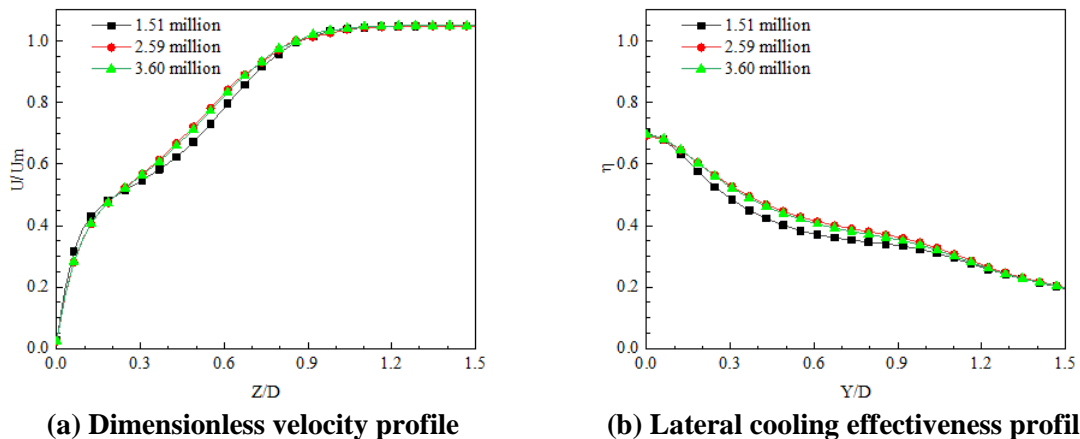 1.51 million
2.59 million
3.60 million
U/Um
1.0
0.8
0.6
0.4
0.2
0.0
0.0 0.3 0.6 0.9 1.2 1.5
Z/D
(a) Dimensionless velocity profile
1.51 million
2.59 million
3.60 million
η
1.0
0.8
0.6
0.4
0.2
0.0
0.0 0.3 0.6 0.9 1.2 1.5
Y/D
(b) Lateral cooling effectiveness profil